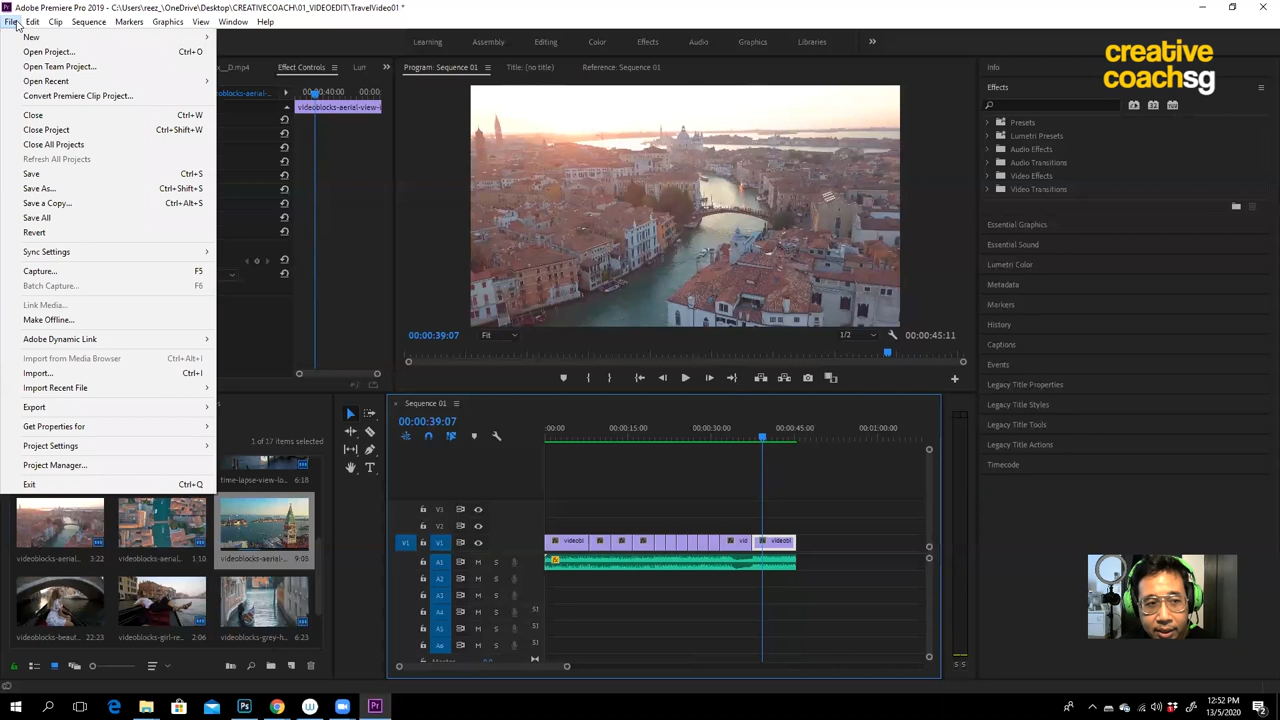 Adobe Premiere Pro 2019 - C:\Users\reez_\OneDrive\Desktop\CREATIVECOACH\01_VIDEOEDIT\TravelVideo01 *
File Edit Clip Sequence Markers Graphics View Window Help
Learning Assembly Editing Color Effects Audio Graphics Libraries
creative
coachsg
New
Open Project... Ctrl+O
Open Team Project...
Open Recent
Convert Premiere Clip Project...
Close Ctrl+W
Close Project Ctrl+Shift+W
Close All Projects
Refresh All Projects
Save Ctrl+S
Save As... Ctrl+Shift+S
Save a Copy... Ctrl+Alt+S
Save All
Revert
Sync Settings
Capture... F5
Batch Capture... F6
Link Media...
Make Offline...
Adobe Dynamic Link
Import from Media Browser Ctrl+Alt+I
Import... Ctrl+I
Import Recent File
Export
Get Properties for
Project Settings
Project Manager...
Exit Ctrl+Q
x__D.mp4 Effect Controls Lum
00:00:40:00 00:00:
videoblocks-aerial-view-i
Program: Sequence 01 Title: (no title) Reference: Sequence 01
00:00:39:07 Fit 1/2 00:00:45:11
Info
Effects
Presets
Lumetri Presets
Audio Effects
Audio Transitions
Video Effects
Video Transitions
Essential Graphics
Essential Sound
Lumetri Color
Metadata
Markers
History
Captions
Events
Legacy Title Properties
Legacy Title Styles
Legacy Title Tools
Legacy Title Actions
Timecode
1 of 17 items selected
time-lapse-view-lo... 6:18
videoblocks-aerial-... 3:22
videoblocks-aerial-... 1:10
videoblocks-aerial-... 9:05
videoblocks-beaut... 22:23
videoblocks-girl-re... 2:06
videoblocks-grey-h... 6:23
Sequence 01
00:00:39:07
:00:00 00:00:15:00 00:00:30:00 00:00:45:00 00:01:00:00
V3
V2
V1 V1
videobl vid videobl
A1 M S
A2 M S
A3 M S S1
A4 M S S1
A5 M S S1
A6 M S
Master 0.0
S S
12:52 PM
13/5/2020